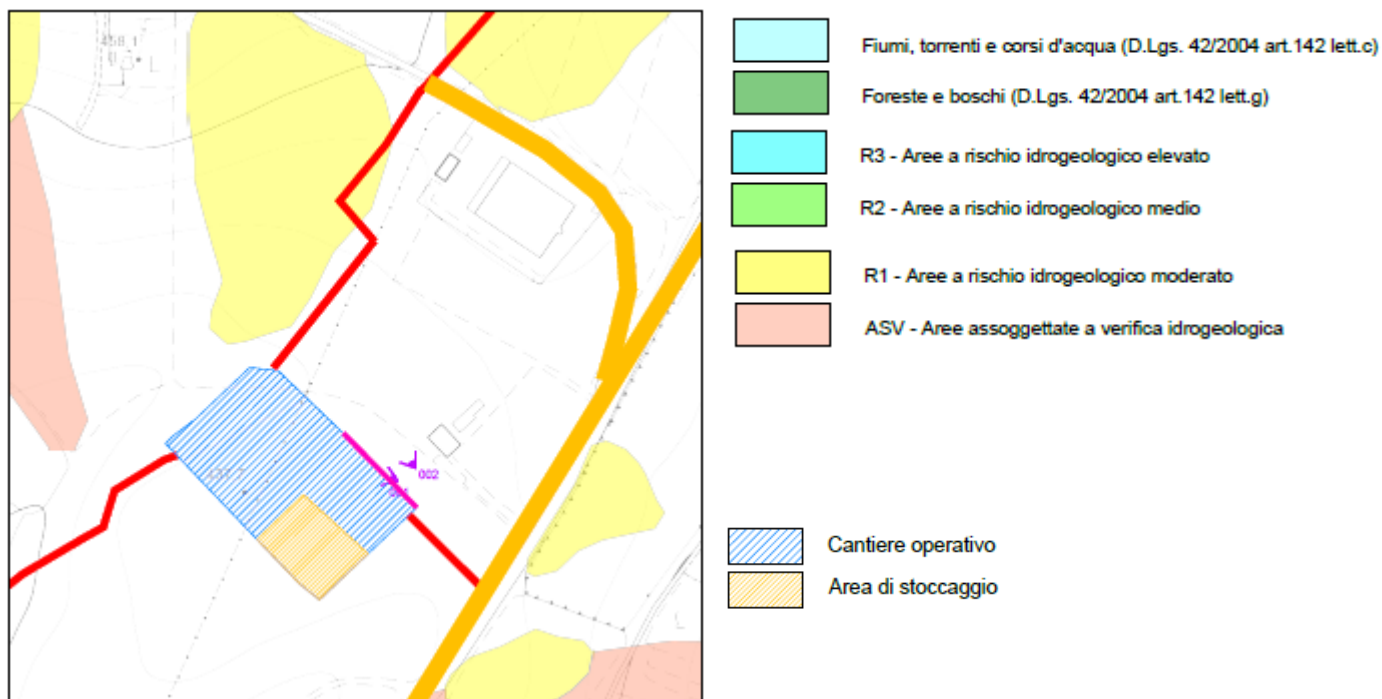 458.1
002
Fiumi, torrenti e corsi d'acqua (D.Lgs. 42/2004 art.142 lett.c)
Foreste e boschi (D.Lgs. 42/2004 art.142 lett.g)
R3 - Aree a rischio idrogeologico elevato
R2 - Aree a rischio idrogeologico medio
R1 - Aree a rischio idrogeologico moderato
ASV - Aree assoggettate a verifica idrogeologica
Cantiere operativo
Area di stoccaggio